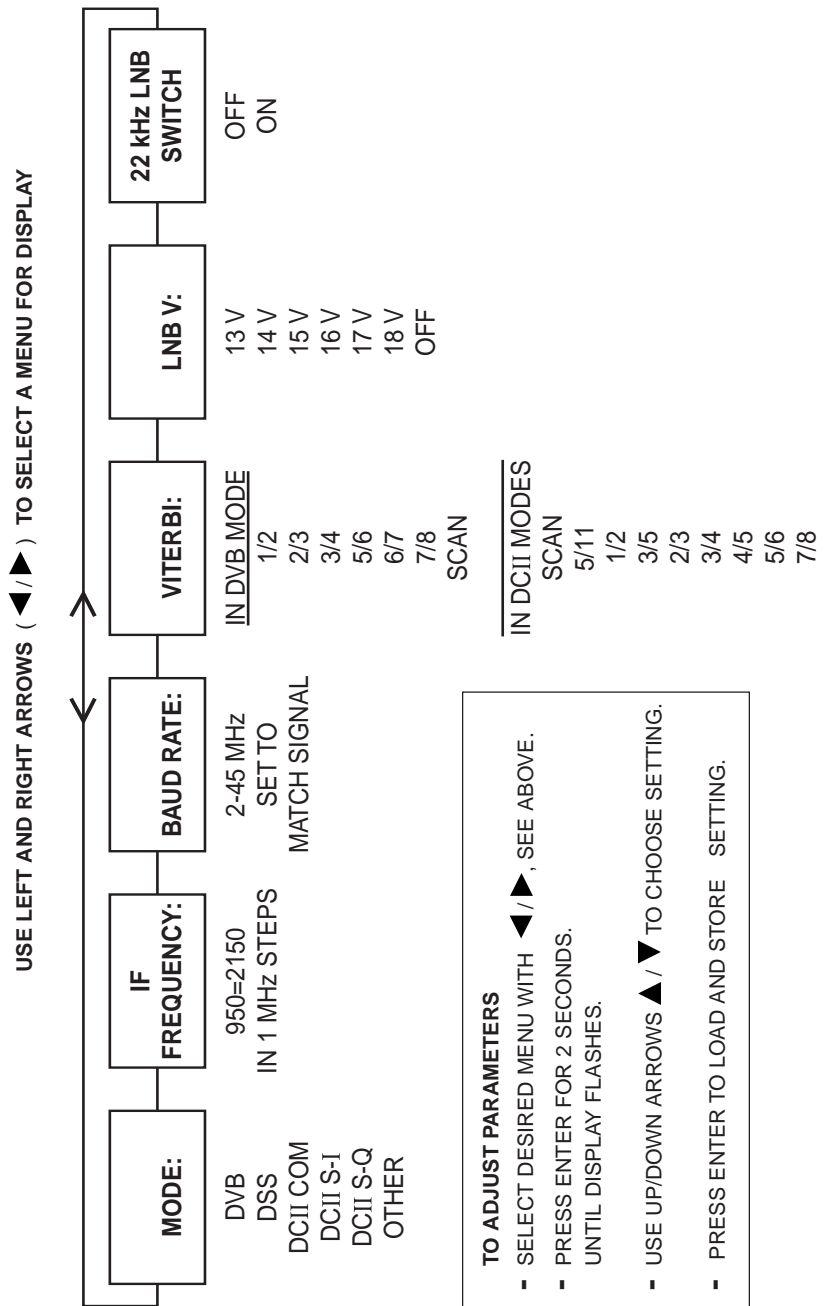 USE LEFT AND RIGHT ARROWS ( ◀ / ▶ ) TO SELECT A MENU FOR DISPLAY
MODE:
DVB
DSS
DCII COM
DCII S-I
DCII S-Q
OTHER
IF
FREQUENCY:
950=2150
IN 1 MHz STEPS
BAUD RATE:
2-45 MHz
SET TO
MATCH SIGNAL
VITERBI:
IN DVB MODE
1/2
2/3
3/4
5/6
6/7
7/8
SCAN
IN DCII MODES
SCAN
5/11
1/2
3/5
2/3
3/4
4/5
5/6
7/8
LNB V:
13 V
14 V
15 V
16 V
17 V
18 V
OFF
22 kHz LNB
SWITCH
OFF
ON
TO ADJUST PARAMETERS
- SELECT DESIRED MENU WITH ◀ / ▶, SEE ABOVE.
- PRESS ENTER FOR 2 SECONDS.
UNTIL DISPLAY FLASHES.
- USE UP/DOWN ARROWS ▲ / ▼ TO CHOOSE SETTING.
- PRESS ENTER TO LOAD AND STORE SETTING.